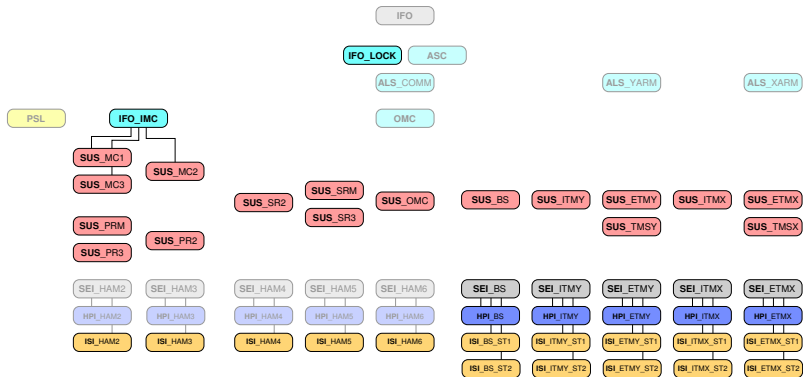 IFO
IFO_LOCK ASC
ALS_COMM ALS_YARM ALS_XARM
PSL IFO_IMC OMC
SUS_MC1
SUS_MC2
SUS_MC3
SUS_SRM
SUS_SR2 SUS_OMC SUS_BS SUS_ITMY SUS_ETMY SUS_ITMX SUS_ETMX
SUS_SR3
SUS_PRM SUS_TMSY SUS_TMSX
SUS_PR2
SUS_PR3
SEI_HAM2 SEI_HAM3 SEI_HAM4 SEI_HAM5 SEI_HAM6 SEI_BS SEI_ITMY SEI_ETMY SEI_ITMX SEI_ETMX
HPI_HAM2 HPI_HAM3 HPI_HAM4 HPI_HAM5 HPI_HAM6 HPI_BS HPI_ITMY HPI_ETMY HPI_ITMX HPI_ETMX
ISI_HAM2 ISI_HAM3 ISI_HAM4 ISI_HAM5 ISI_HAM6 ISI_BS_ST1 ISI_ITMY_ST1 ISI_ETMY_ST1 ISI_ITMX_ST1 ISI_ETMX_ST1
ISI_BS_ST2 ISI_ITMY_ST2 ISI_ETMY_ST2 ISI_ITMX_ST2 ISI_ETMX_ST2